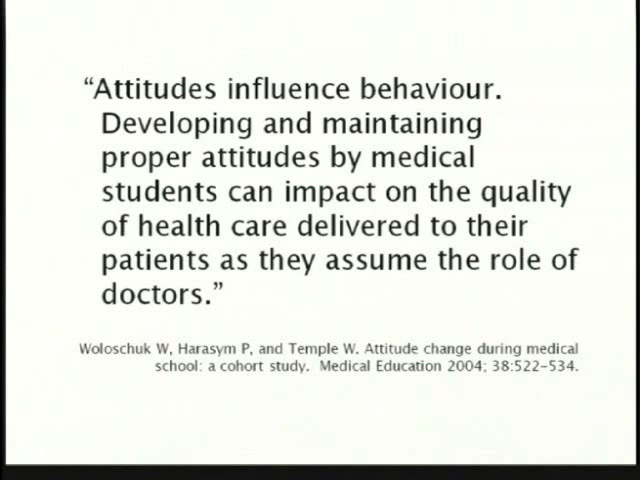 “Attitudes influence behaviour.
Developing and maintaining
proper attitudes by medical
students can impact on the quality
of health care delivered to their
patients as they assume the role of
doctors.”
Woloschuk W, Harasym P, and Temple W. Attitude change during medical
school: a cohort study.  Medical Education 2004; 38:522-534.